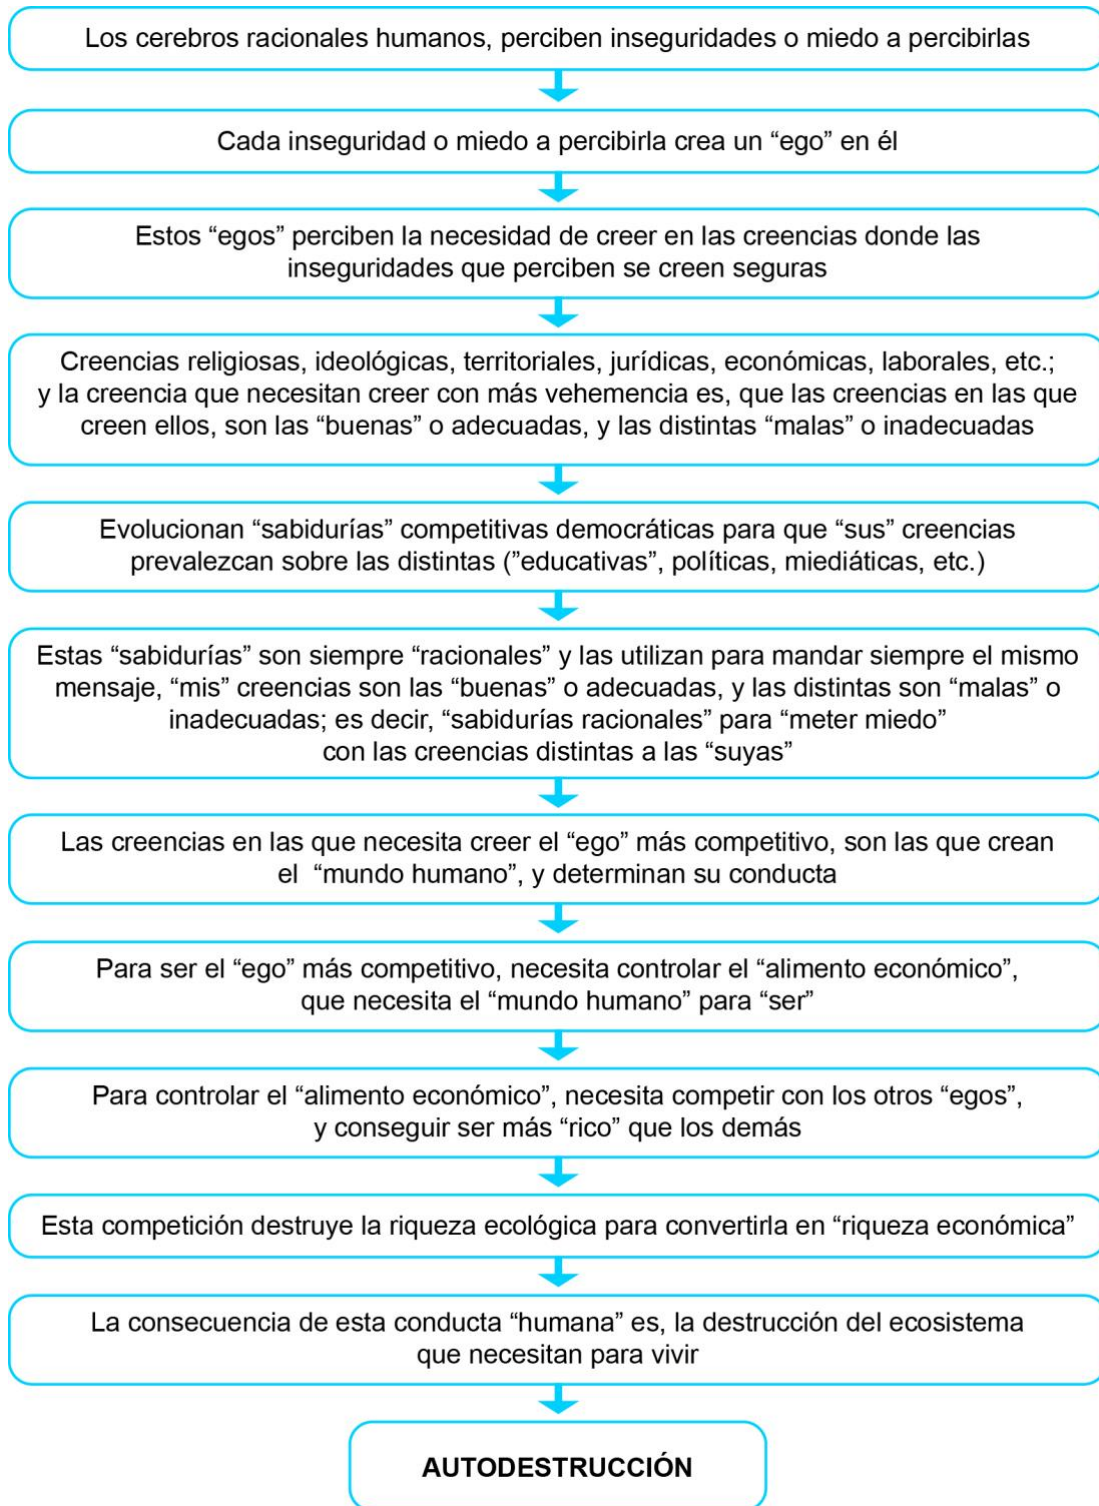 Los cerebros racionales humanos, perciben inseguridades o miedo a percibirlas
Cada inseguridad o miedo a percibirla crea un “ego” en él
Estos “egos” perciben la necesidad de creer en las creencias donde las
inseguridades que perciben se creen seguras
Creencias religiosas, ideológicas, territoriales, jurídicas, económicas, laborales, etc.;
y la creencia que necesitan creer con más vehemencia es, que las creencias en las que
creen ellos, son las “buenas” o adecuadas, y las distintas “malas” o inadecuadas
Evolucionan “sabidurías” competitivas democráticas para que “sus” creencias
prevalezcan sobre las distintas (”educativas”, políticas, miediáticas, etc.)
Estas “sabidurías” son siempre “racionales” y las utilizan para mandar siempre el mismo
mensaje, “mis” creencias son las “buenas” o adecuadas, y las distintas son “malas” o
inadecuadas; es decir, “sabidurías racionales” para “meter miedo”
con las creencias distintas a las “suyas”
Las creencias en las que necesita creer el “ego” más competitivo, son las que crean
el “mundo humano”, y determinan su conducta
Para ser el “ego” más competitivo, necesita controlar el “alimento económico”,
que necesita el “mundo humano” para “ser”
Para controlar el “alimento económico”, necesita competir con los otros “egos”,
y conseguir ser más “rico” que los demás
Esta competición destruye la riqueza ecológica para convertirla en “riqueza económica”
La consecuencia de esta conducta “humana” es, la destrucción del ecosistema
que necesitan para vivir
AUTODESTRUCCIÓN